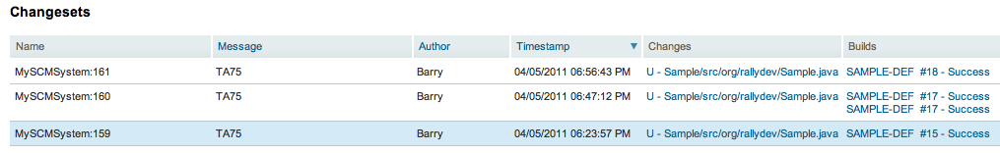 Changesets
Name Message Author Timestamp Changes Builds
MySCMSystem:161 TA75 Barry 04/05/2011 06:56:43 PM U - Sample/src/org/rallydev/Sample.java SAMPLE-DEF #18 - Success
MySCMSystem:160 TA75 Barry 04/05/2011 06:47:12 PM U - Sample/src/org/rallydev/Sample.java SAMPLE-DEF #17 - Success
SAMPLE-DEF #17 - Success
MySCMSystem:159 TA75 Barry 04/05/2011 06:23:57 PM U - Sample/src/org/rallydev/Sample.java SAMPLE-DEF #15 - Success